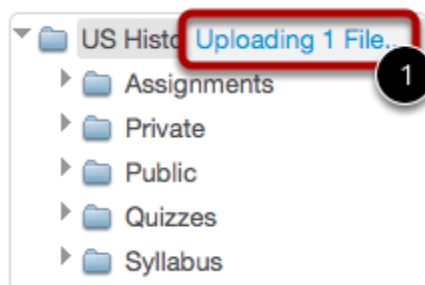 US Histo Uploading 1 File..
1
Assignments
Private
Public
Quizzes
Syllabus